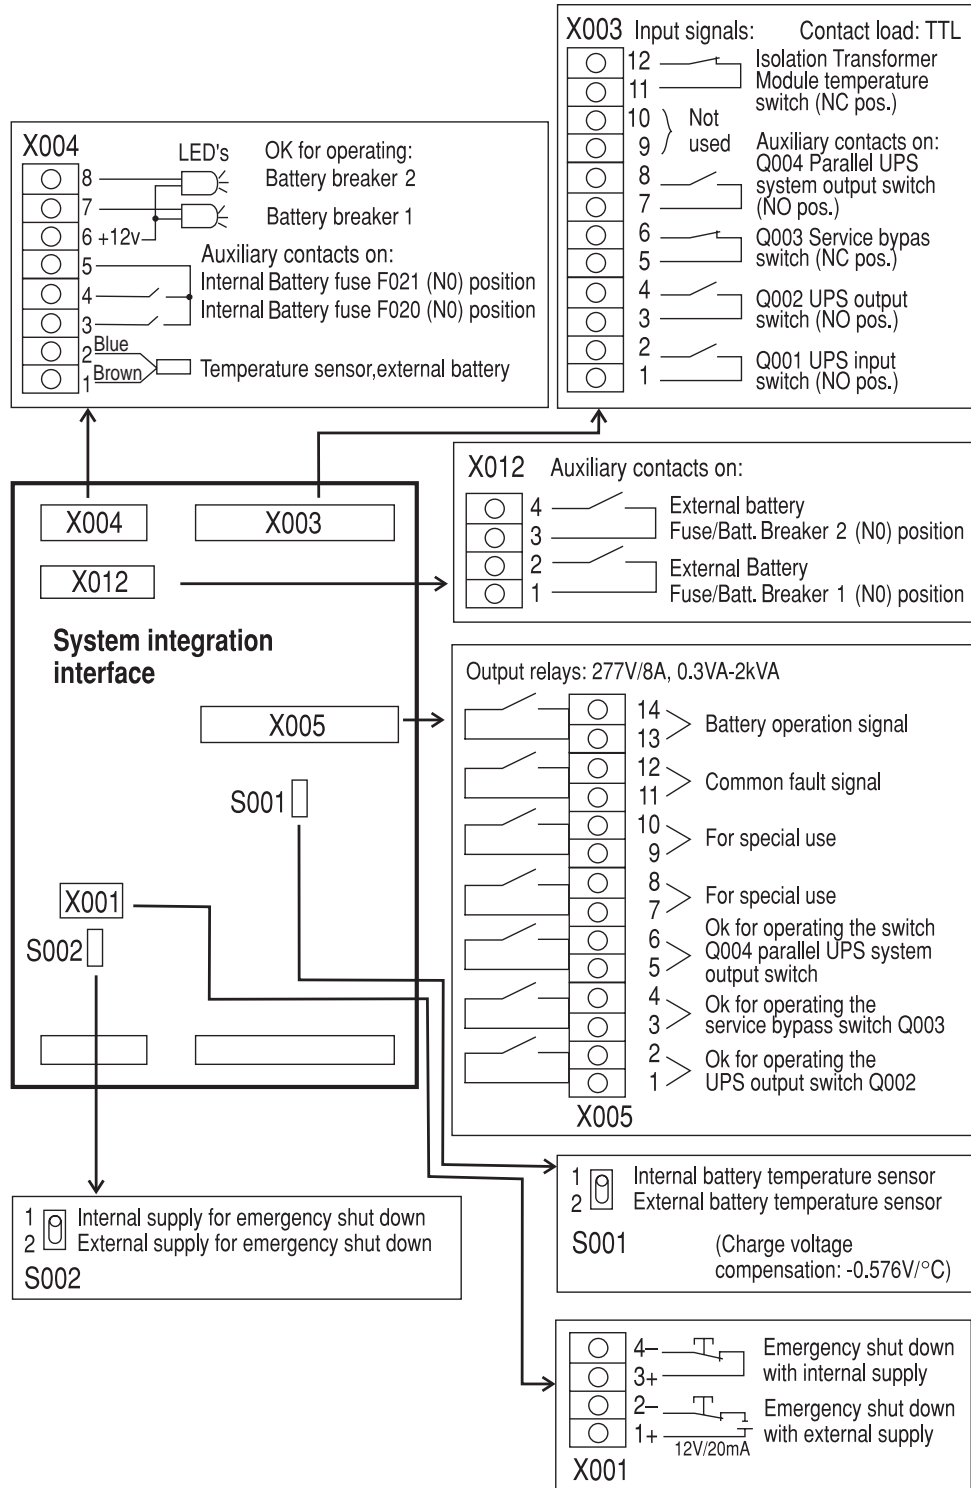 X003 Input signals: Contact load: TTL
12 Isolation Transformer
11 Module temperature
switch (NC pos.)
10 Not
9 used
Auxiliary contacts on:
8 Q004 Parallel UPS
system output switch
7 (NO pos.)
6 Q003 Service bypas
5 switch (NC pos.)
4 Q002 UPS output
3 switch (NO pos.)
2 Q001 UPS input
1 switch (NO pos.)
X004
LED's OK for operating:
8 Battery breaker 2
7 Battery breaker 1
6 +12v
Auxiliary contacts on:
5 Internal Battery fuse F021 (N0) position
4 Internal Battery fuse F020 (N0) position
3
2 Blue
1 Brown Temperature sensor,external battery
X012 Auxiliary contacts on:
4 External battery
3 Fuse/Batt. Breaker 2 (N0) position
2 External Battery
1 Fuse/Batt. Breaker 1 (N0) position
X004 X003
X012
System integration
interface
X005
S001
X001
S002
Output relays: 277V/8A, 0.3VA-2kVA
14
13 Battery operation signal
12
11 Common fault signal
10
9 For special use
8
7 For special use
6 Ok for operating the switch
Q004 parallel UPS system
5 output switch
4 Ok for operating the
3 service bypass switch Q003
2 Ok for operating the
1 UPS output switch Q002
X005
1 Internal battery temperature sensor
2 External battery temperature sensor
S001 (Charge voltage
compensation: -0.576V/°C)
1 Internal supply for emergency shut down
2 External supply for emergency shut down
S002
4– Emergency shut down
3+ with internal supply
2– Emergency shut down
1+ with external supply
12V/20mA
X001